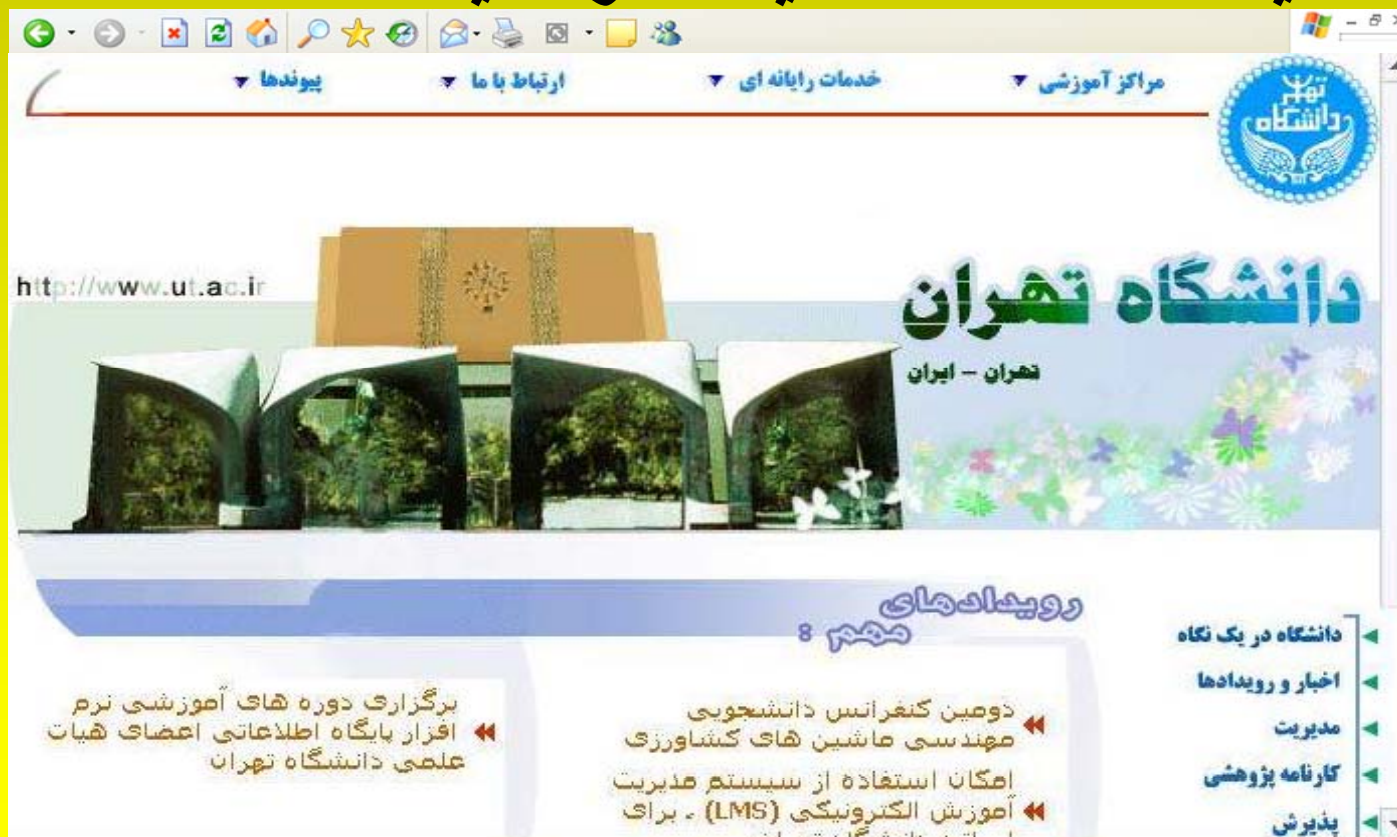 مراکز آموزشی
خدمات رایانه ای
ارتباط با ما
پیوندها
تهران
دانشگاه
http://www.ut.ac.ir
دانشگاه تهران
تهران - ایران
رویدادهای
مهم :
دانشگاه در یک نگاه
اخبار و رویدادها
مدیریت
کارنامه پژوهشی
پذیرش
دومین کنفرانس دانشجویی
مهندسی ماشین های کشاورزی
امکان استفاده از سیستم مدیریت
آموزش الکترونیکی (LMS) ، برای
برگزاری دوره های آموزشی نرم
افزار پایگاه اطلاعاتی اعضای هیات
علمی دانشگاه تهران